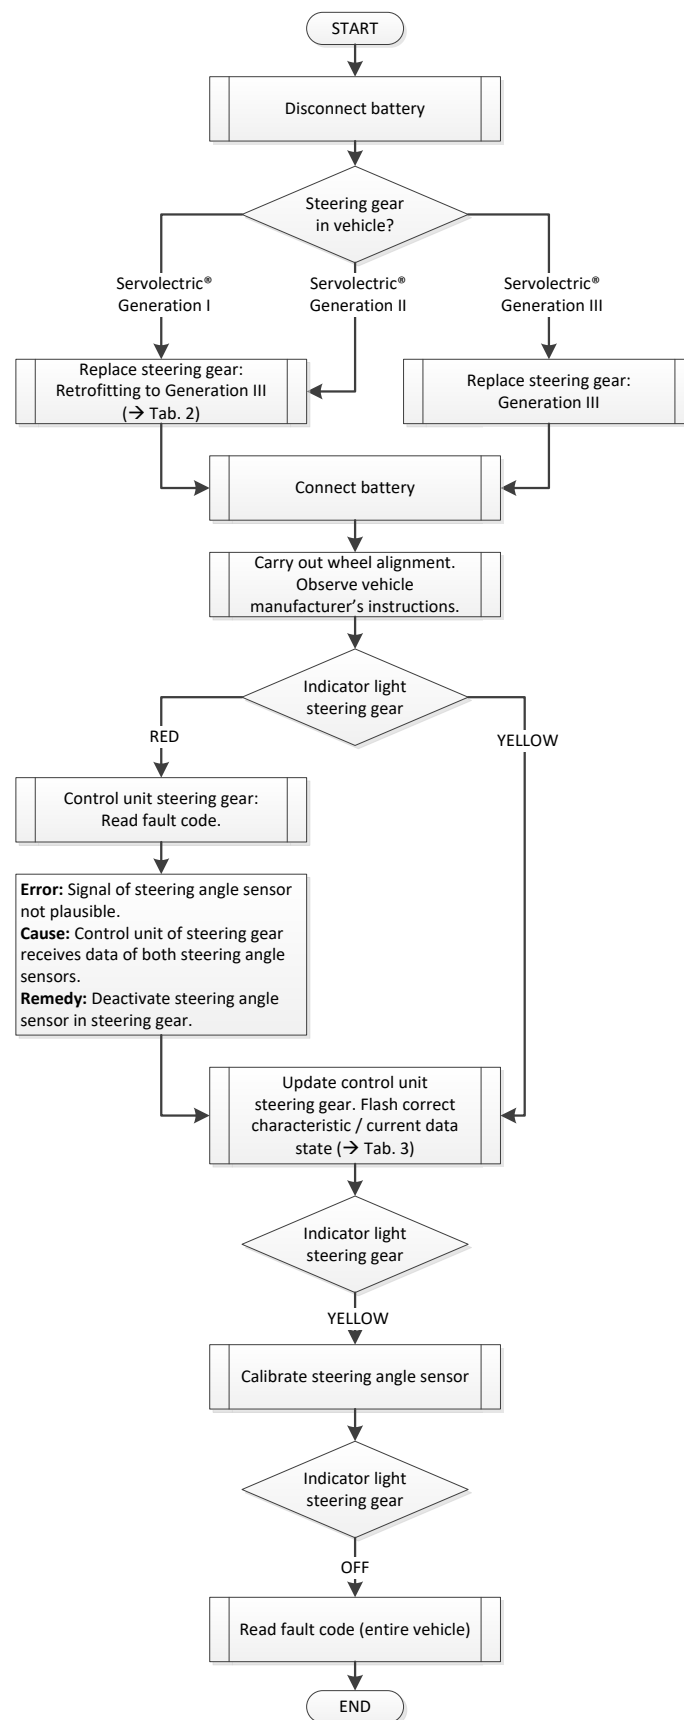 START
Disconnect battery
Steering gear
in vehicle?
Servolectric®
Generation I
Servolectric®
Generation II
Servolectric®
Generation III
Replace steering gear:
Retrofitting to Generation III
(→ Tab. 2)
Replace steering gear:
Generation III
Connect battery
Carry out wheel alignment.
Observe vehicle
manufacturer’s instructions.
Indicator light
steering gear
RED
YELLOW
Control unit steering gear:
Read fault code.
Error: Signal of steering angle sensor
not plausible.
Cause: Control unit of steering gear
receives data of both steering angle
sensors.
Remedy: Deactivate steering angle
sensor in steering gear.
Update control unit
steering gear. Flash correct
characteristic / current data
state (→ Tab. 3)
Indicator light
steering gear
YELLOW
Calibrate steering angle sensor
Indicator light
steering gear
OFF
Read fault code (entire vehicle)
END